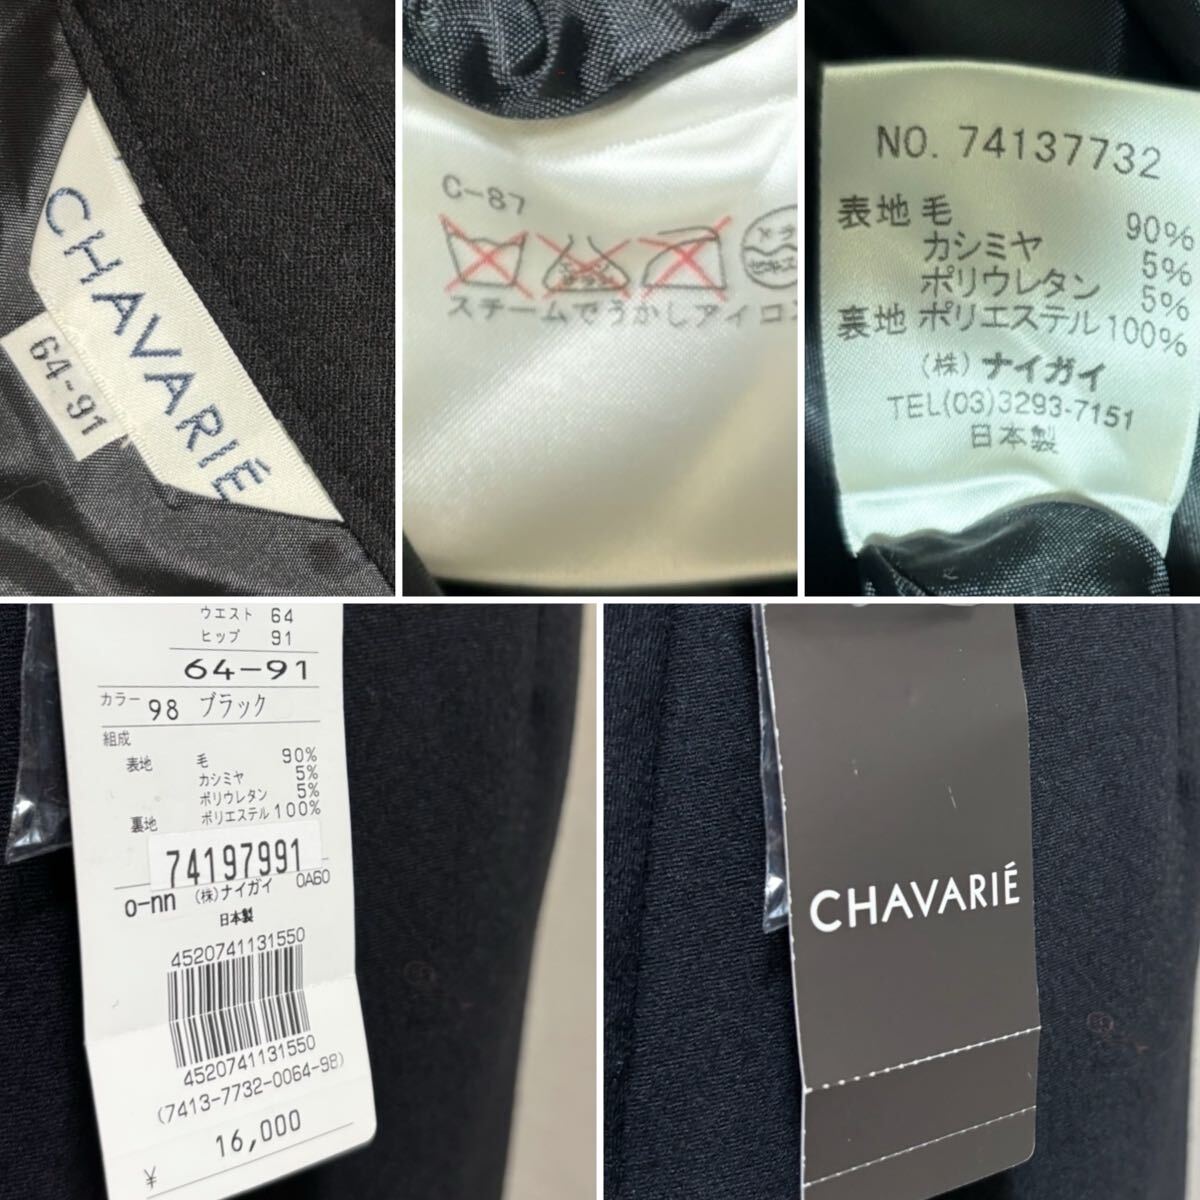 CHAVARIÉ
64-91
C-87
エンソ
スチームでうかしアイロン
NO. 74137732
表地 毛 90%
カシミヤ 5%
ポリウレタン 5%
裏地 ポリエステル 100%
(株) ナイガイ
TEL(03)3293-7151
日本製
ウエスト 64
ヒップ 91
64-91
カラー 98 ブラック
組成
表地 毛 90%
カシミヤ 5%
ポリウレタン 5%
裏地 ポリエステル 100%
74197991
o-nn (株)ナイガイ 0A60
日本製
4520741131550
4520741131550
(7413-7732-0064-98)
¥ 16,000
CHAVARIÉ